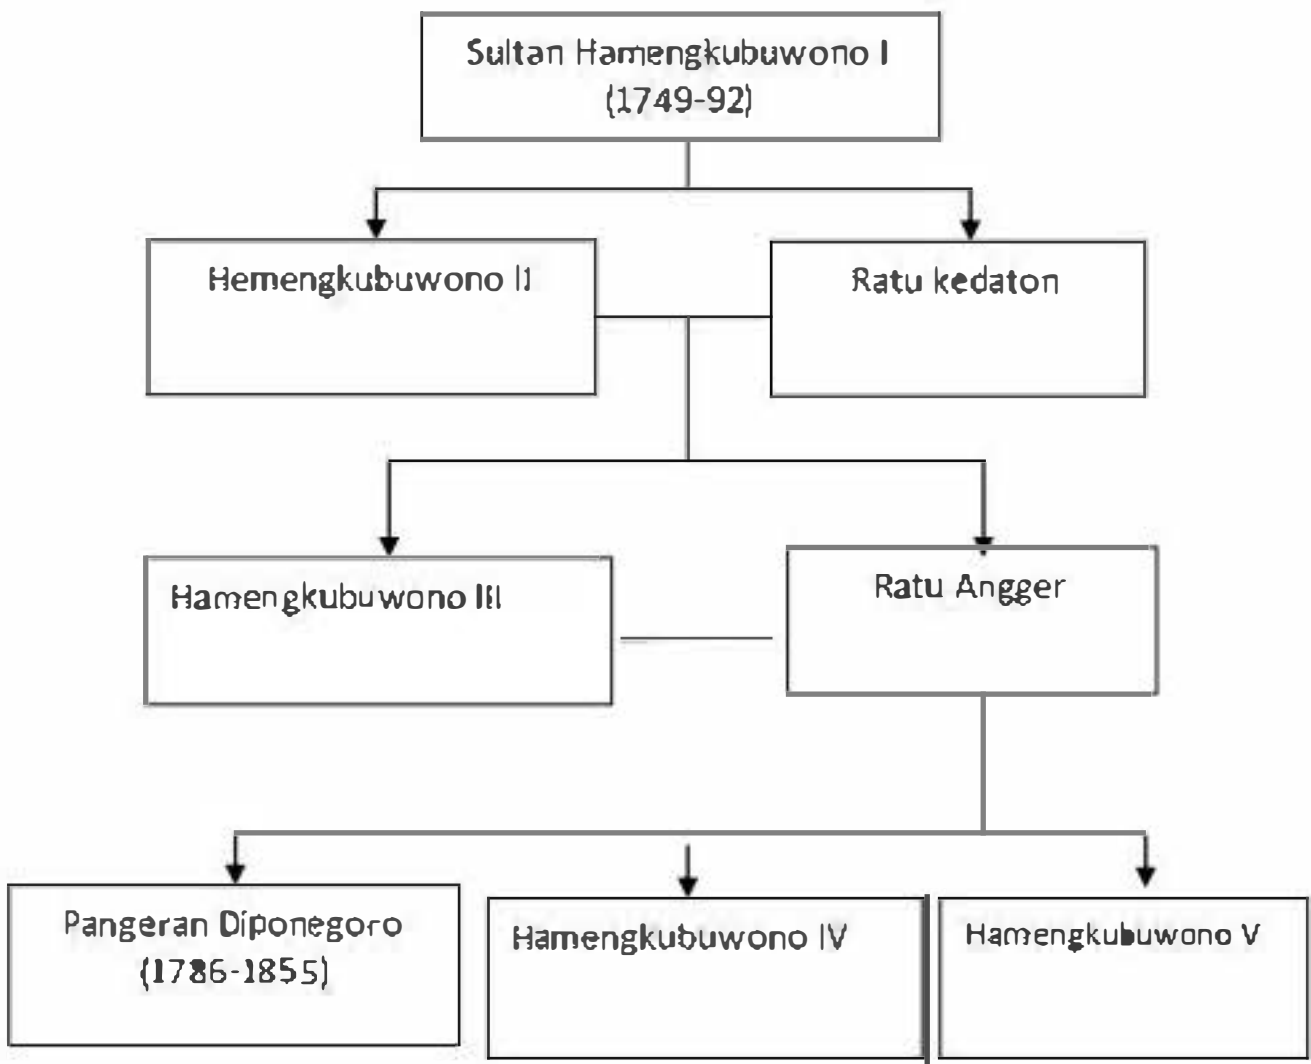 Sultan Hamengkubuwono I
(1749-92)
Hemengkubuwono II
Ratu kedaton
Hamengkubuwono III
Ratu Angger
Pangeran Diponegoro
(1786-1855)
Hamengkubuwono IV
Hamengkubuwono V